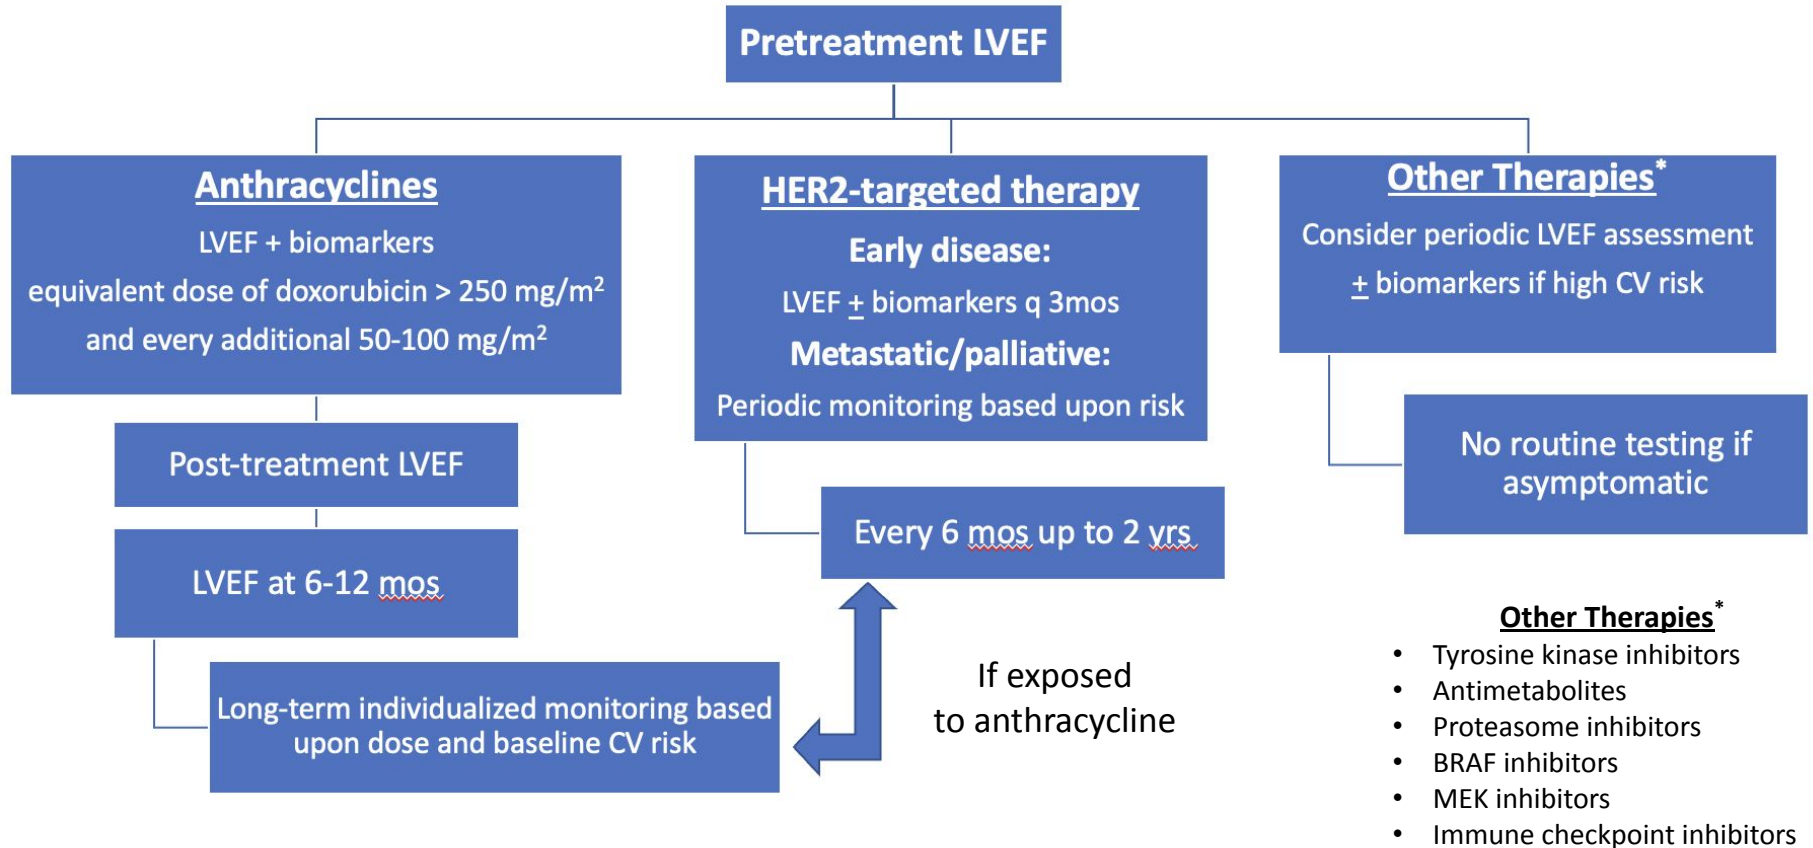 Pretreatment LVEF
Anthracyclines
LVEF + biomarkers
equivalent dose of doxorubicin > 250 mg/m²
and every additional 50-100 mg/m²
Post-treatment LVEF
LVEF at 6-12 mos
Long-term individualized monitoring based
upon dose and baseline CV risk
HER2-targeted therapy
Early disease:
LVEF ± biomarkers q 3mos
Metastatic/palliative:
Periodic monitoring based upon risk
Every 6 mos up to 2 yrs
If exposed
to anthracycline
Other Therapies*
Consider periodic LVEF assessment
± biomarkers if high CV risk
No routine testing if
asymptomatic
Other Therapies*
• Tyrosine kinase inhibitors
• Antimetabolites
• Proteasome inhibitors
• BRAF inhibitors
• MEK inhibitors
• Immune checkpoint inhibitors